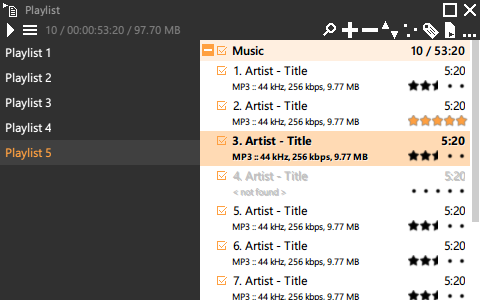 Playlist
10 / 00:00:53:20 / 97.70 MB
Playlist 1
Playlist 2
Playlist 3
Playlist 4
Playlist 5
Music 10 / 53:20
1. Artist - Title 5:20
MP3 :: 44 kHz, 256 kbps, 9.77 MB
2. Artist - Title 5:20
MP3 :: 44 kHz, 256 kbps, 9.77 MB
3. Artist - Title 5:20
MP3 :: 44 kHz, 256 kbps, 9.77 MB
4. Artist - Title 5:20
< not found >
5. Artist - Title 5:20
MP3 :: 44 kHz, 256 kbps, 9.77 MB
6. Artist - Title 5:20
MP3 :: 44 kHz, 256 kbps, 9.77 MB
7. Artist - Title 5:20
MP3 :: 44 kHz, 256 kbps, 9.77 MB